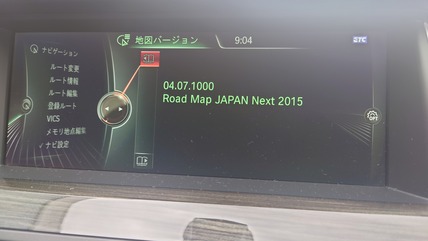 地図バージョン
9:04
27℃
ナビゲーション
ルート変更
ルート情報
ルート編集
登録ルート
VICS
メモリ地点編集
ナビ設定
04.07.1000
Road Map JAPAN Next 2015
OFF